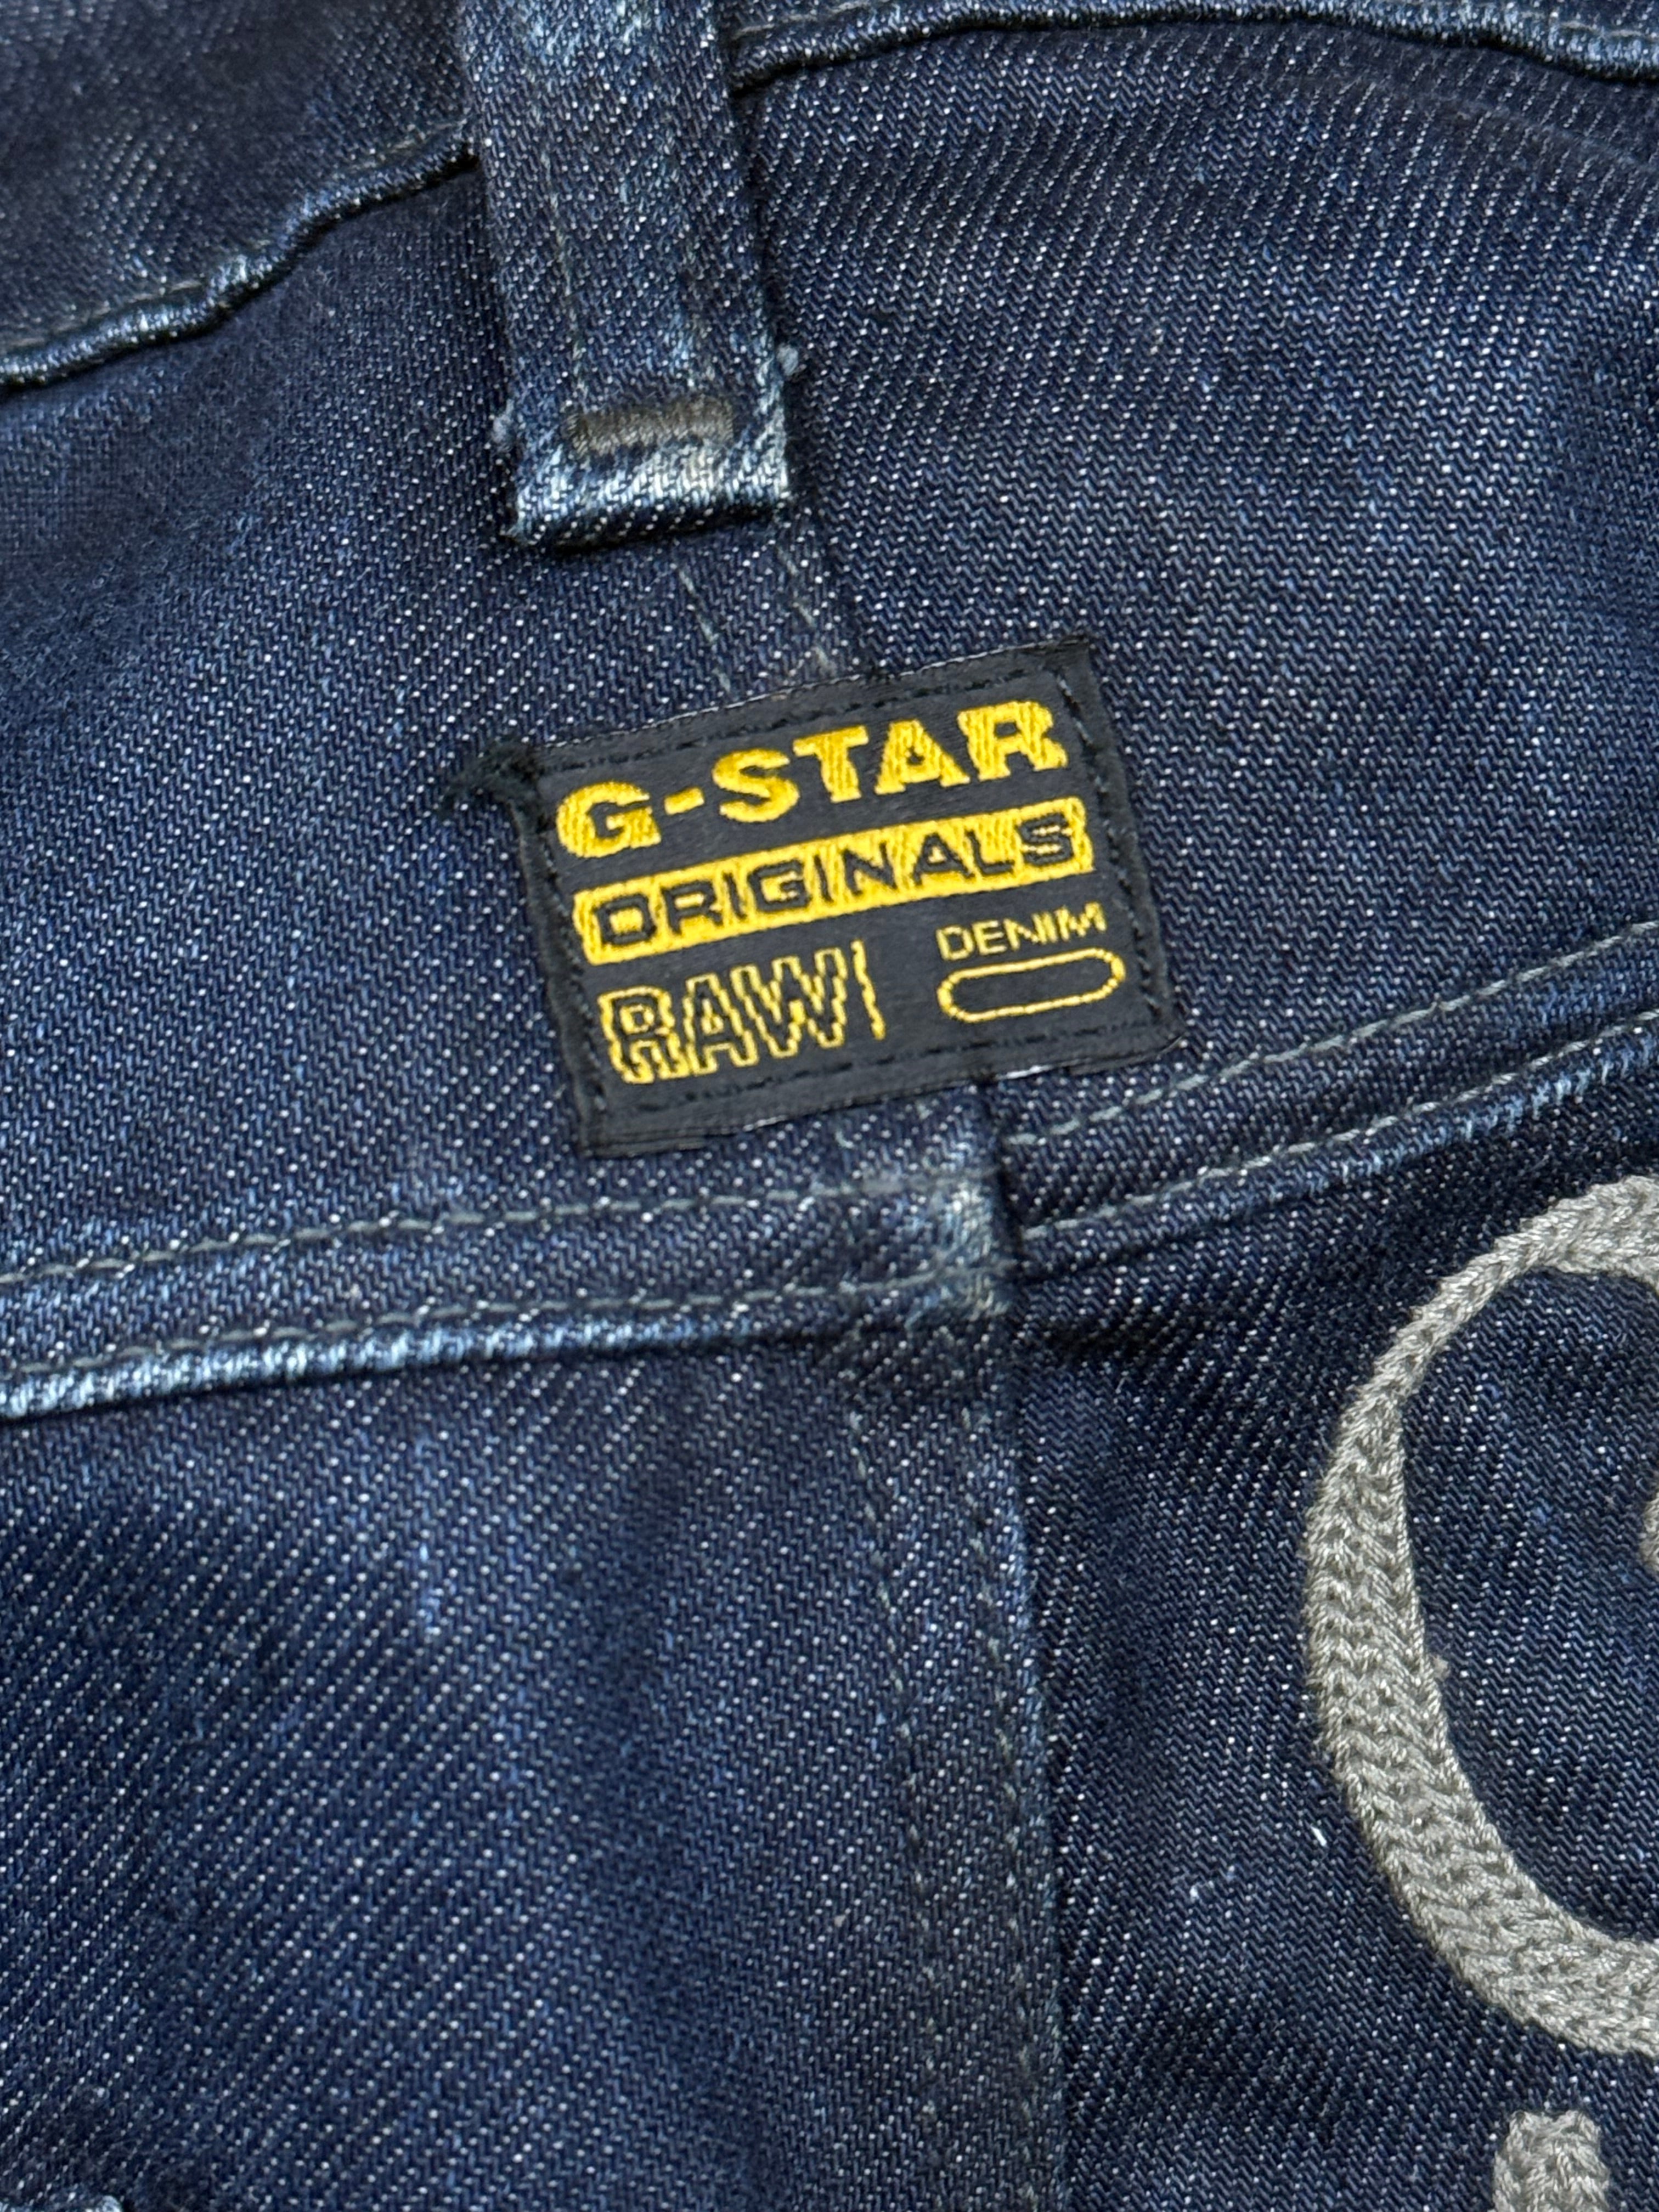 G-STAR
ORIGINALS
RAW DENIM